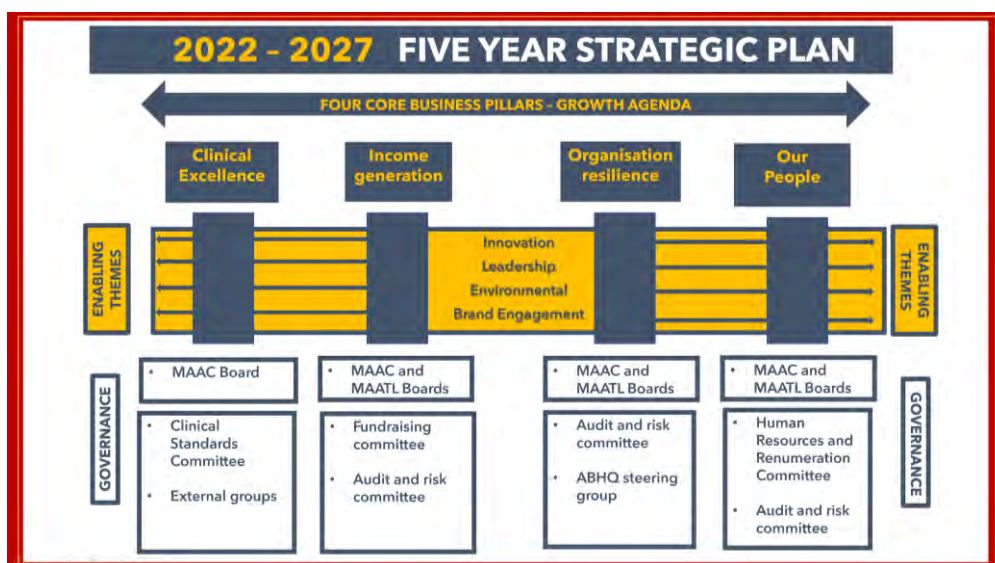 2022 – 2027 FIVE YEAR STRATEGIC PLAN
FOUR CORE BUSINESS PILLARS – GROWTH AGENDA
Clinical
Excellence
Income
generation
Organisation
resilience
Our
People
ENABLING
THEMES
Innovation
Leadership
Environmental
Brand Engagement
ENABLING
THEMES
GOVERNANCE
• MAAC Board
• Clinical
Standards
Committee
• External groups
• MAAC and
MAATL Boards
• Fundraising
committee
• Audit and risk
committee
• MAAC and
MAATL Boards
• Audit and risk
committee
• ABHQ steering
group
• MAAC and
MAATL Boards
• Human
Resources and
Renumeration
Committee
• Audit and risk
committee
GOVERNANCE